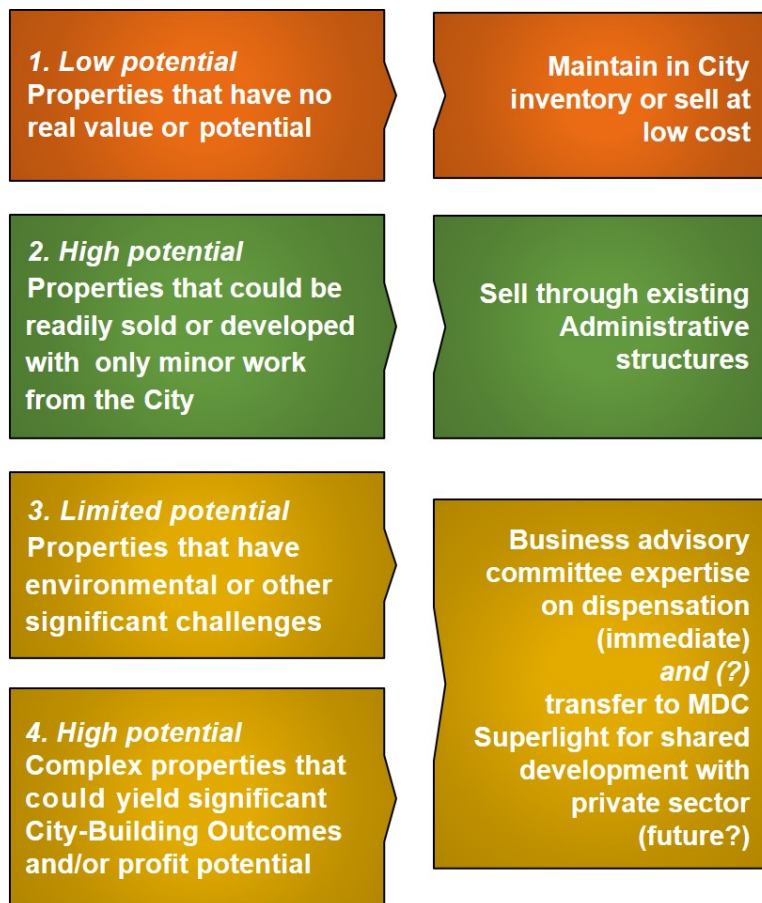 1. Low potential
Properties that have no
real value or potential
Maintain in City
inventory or sell at
low cost
2. High potential
Properties that could be
readily sold or developed
with only minor work
from the City
Sell through existing
Administrative
structures
3. Limited potential
Properties that have
environmental or other
significant challenges
4. High potential
Complex properties that
could yield significant
City-Building Outcomes
and/or profit potential
Business advisory
committee expertise
on dispensation
(immediate)
and (?)
transfer to MDC
Superlight for shared
development with
private sector
(future?)